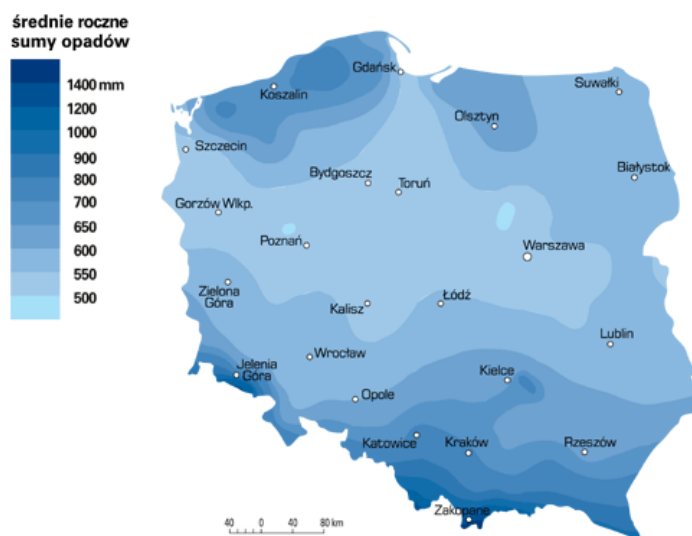 średnie roczne
sumy opadów
1400 mm
1200
1000
900
800
700
650
600
550
500
Gdańsk
Koszalin
Suwałki
Olsztyn
Szczecin
Białystok
Bydgoszcz
Toruń
Gorzów Wlkp.
Poznań
Warszawa
Zielona
Góra
Kalisz
Łódź
Lublin
Wrocław
Jelenia
Góra
Kielce
Opole
Katowice
Kraków
Rzeszów
Zakopane
40 0 40 80 km